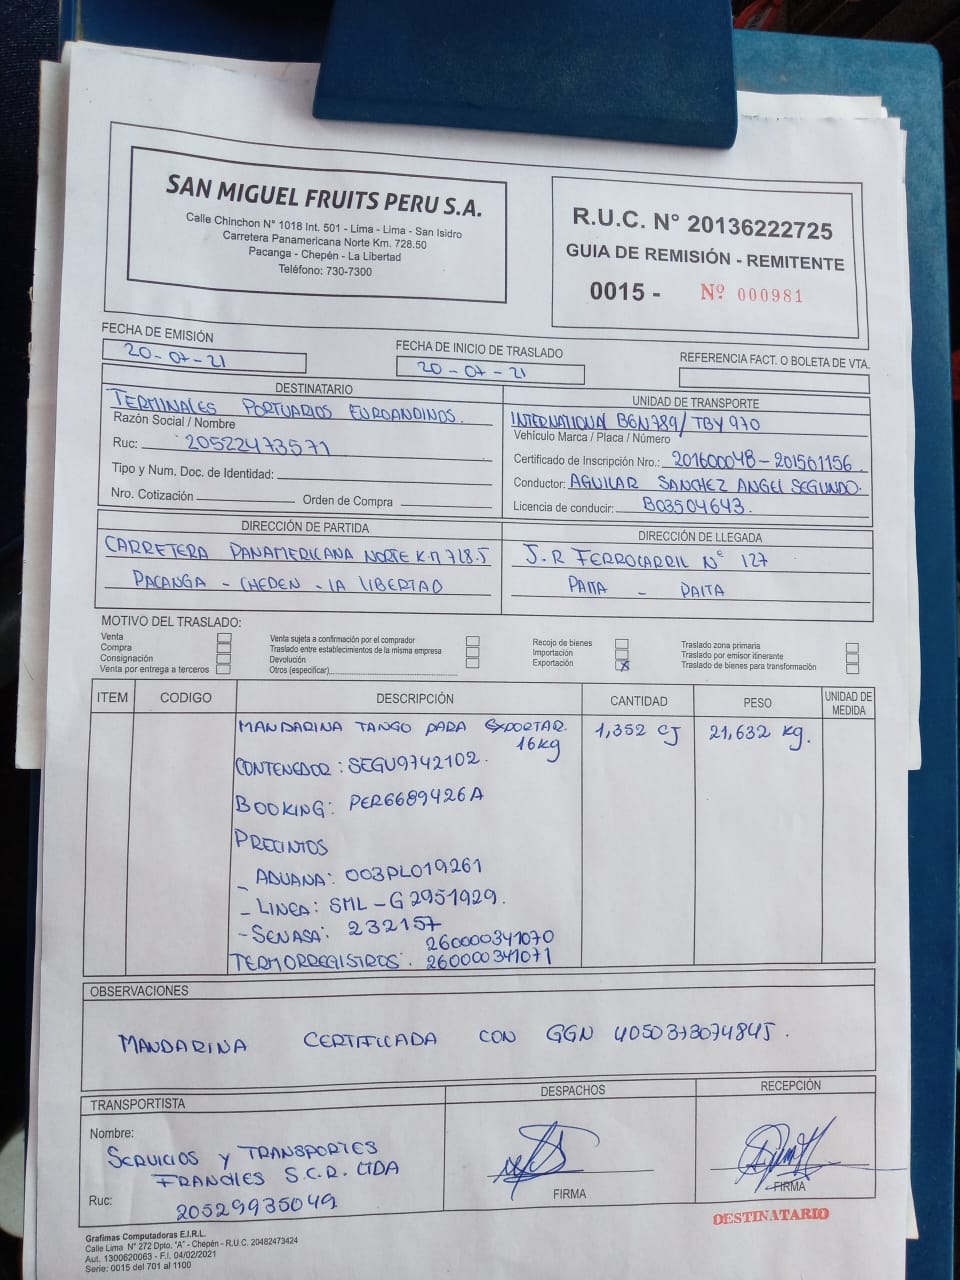 SAN MIGUEL FRUITS PERU S.A.
Calle Chinchon N° 1018 Int. 501 - Lima - Lima - San Isidro
Carretera Panamericana Norte Km. 728.50
Pacanga - Chepén - La Libertad
Teléfono: 730-7300
R.U.C. N° 20136222725
GUIA DE REMISIÓN - REMITENTE
0015 - Nº 000981
FECHA DE EMISIÓN
20-07-21
FECHA DE INICIO DE TRASLADO
20-07-21
REFERENCIA FACT. O BOLETA DE VTA.
DESTINATARIO
TERMINALES PORTUARIOS EUROANDINOS.
Razón Social / Nombre
Ruc: 20522473571
Tipo y Num. Doc. de Identidad:
Nro. Cotización Orden de Compra
UNIDAD DE TRANSPORTE
INTERNATIONAL BGN789/TBY970
Vehículo Marca / Placa / Número
Certificado de Inscripción Nro.: 201600048-201501156
Conductor: AGUILAR SANCHEZ ANGEL SEGUNDO.
Licencia de conducir: B03504643.
DIRECCIÓN DE PARTIDA
CARRETERA PANAMERICANA NORTE K.M 728.5
PACANGA - CHEPEN - LA LIBERTAD
DIRECCIÓN DE LLEGADA
J.R FERROCARRIL Nº 127
PAITA - PAITA
MOTIVO DEL TRASLADO:
Venta
Compra
Consignación
Venta por entrega a terceros
Venta sujeta a confirmación por el comprador
Traslado entre establecimientos de la misma empresa
Devolución
Otros (especificar)
Recojo de bienes
Importación
Exportación X
Traslado zona primaria
Traslado por emisor itinerante
Traslado de bienes para transformación
ITEM CODIGO DESCRIPCIÓN CANTIDAD PESO UNIDAD DE MEDIDA
MANDARINA TANGO PARA EXPORTAR. 1,352 CJ 21,632 Kg.
16kg
CONTENEDOR: SEGU9742102.
BOOKING: PER6689426A
PRECINTOS
- ADUANA: 003PL019261
- LINEA: SML-G2951929.
- SENASA: 232157
260000341070
TERMORREGISTROS: 260000341071
OBSERVACIONES
MANDARINA CERTIFICADA CON GGN 4050373074845.
TRANSPORTISTA
Nombre:
SERVICIOS Y TRANSPORTES
S.C.R. LTDA
Ruc: 20529935049
DESPACHOS
FIRMA
RECEPCIÓN
FIRMA
DESTINATARIO
Grafimas Computadoras E.I.R.L.
Calle Lima N° 272 Dpto. "A" - Chepén - R.U.C. 20482473424
Aut. 1300620063 - F.I. 04/02/2021
Serie: 0015 del 701 al 1100